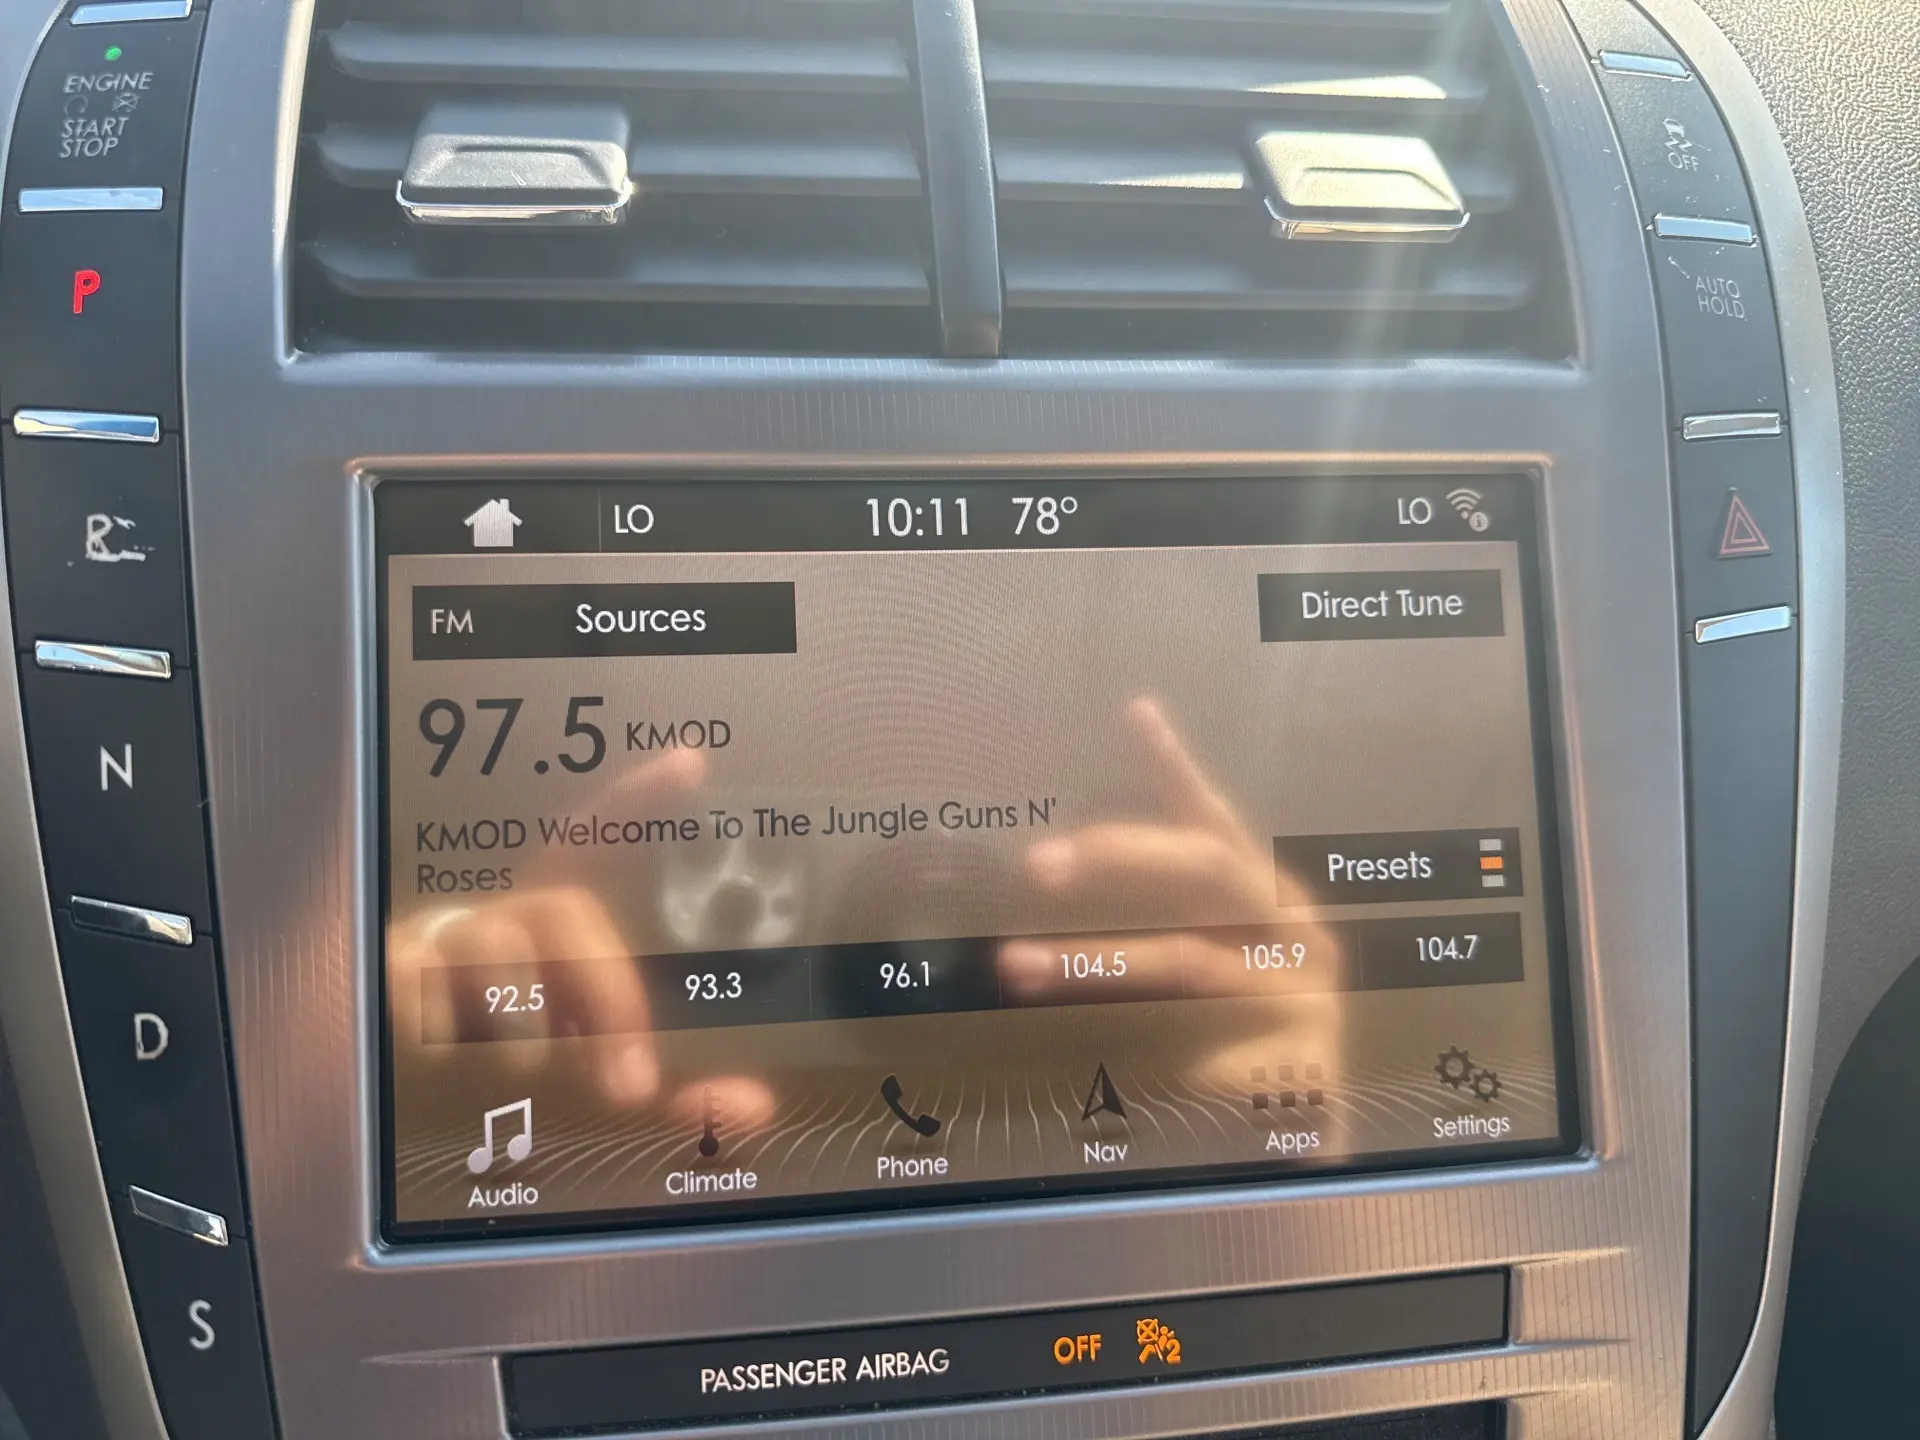 ENGINE
START
STOP
P
R
N
D
S
OFF
AUTO
HOLD
LO 10:11 78° LO
FM Sources Direct Tune
97.5 KMOD
KMOD Welcome To The Jungle Guns N'
Roses
Presets
92.5 93.3 96.1 104.5 105.9 104.7
Audio Climate Phone Nav Apps Settings
PASSENGER AIRBAG OFF 2